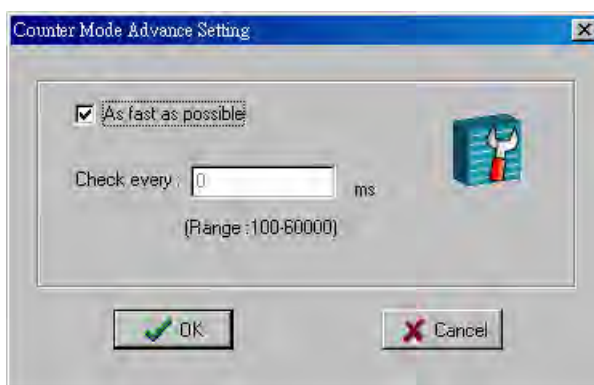 Counter Mode Advance Setting
As fast as possible
Check every : 0 ms
(Range :100-60000)
OK Cancel